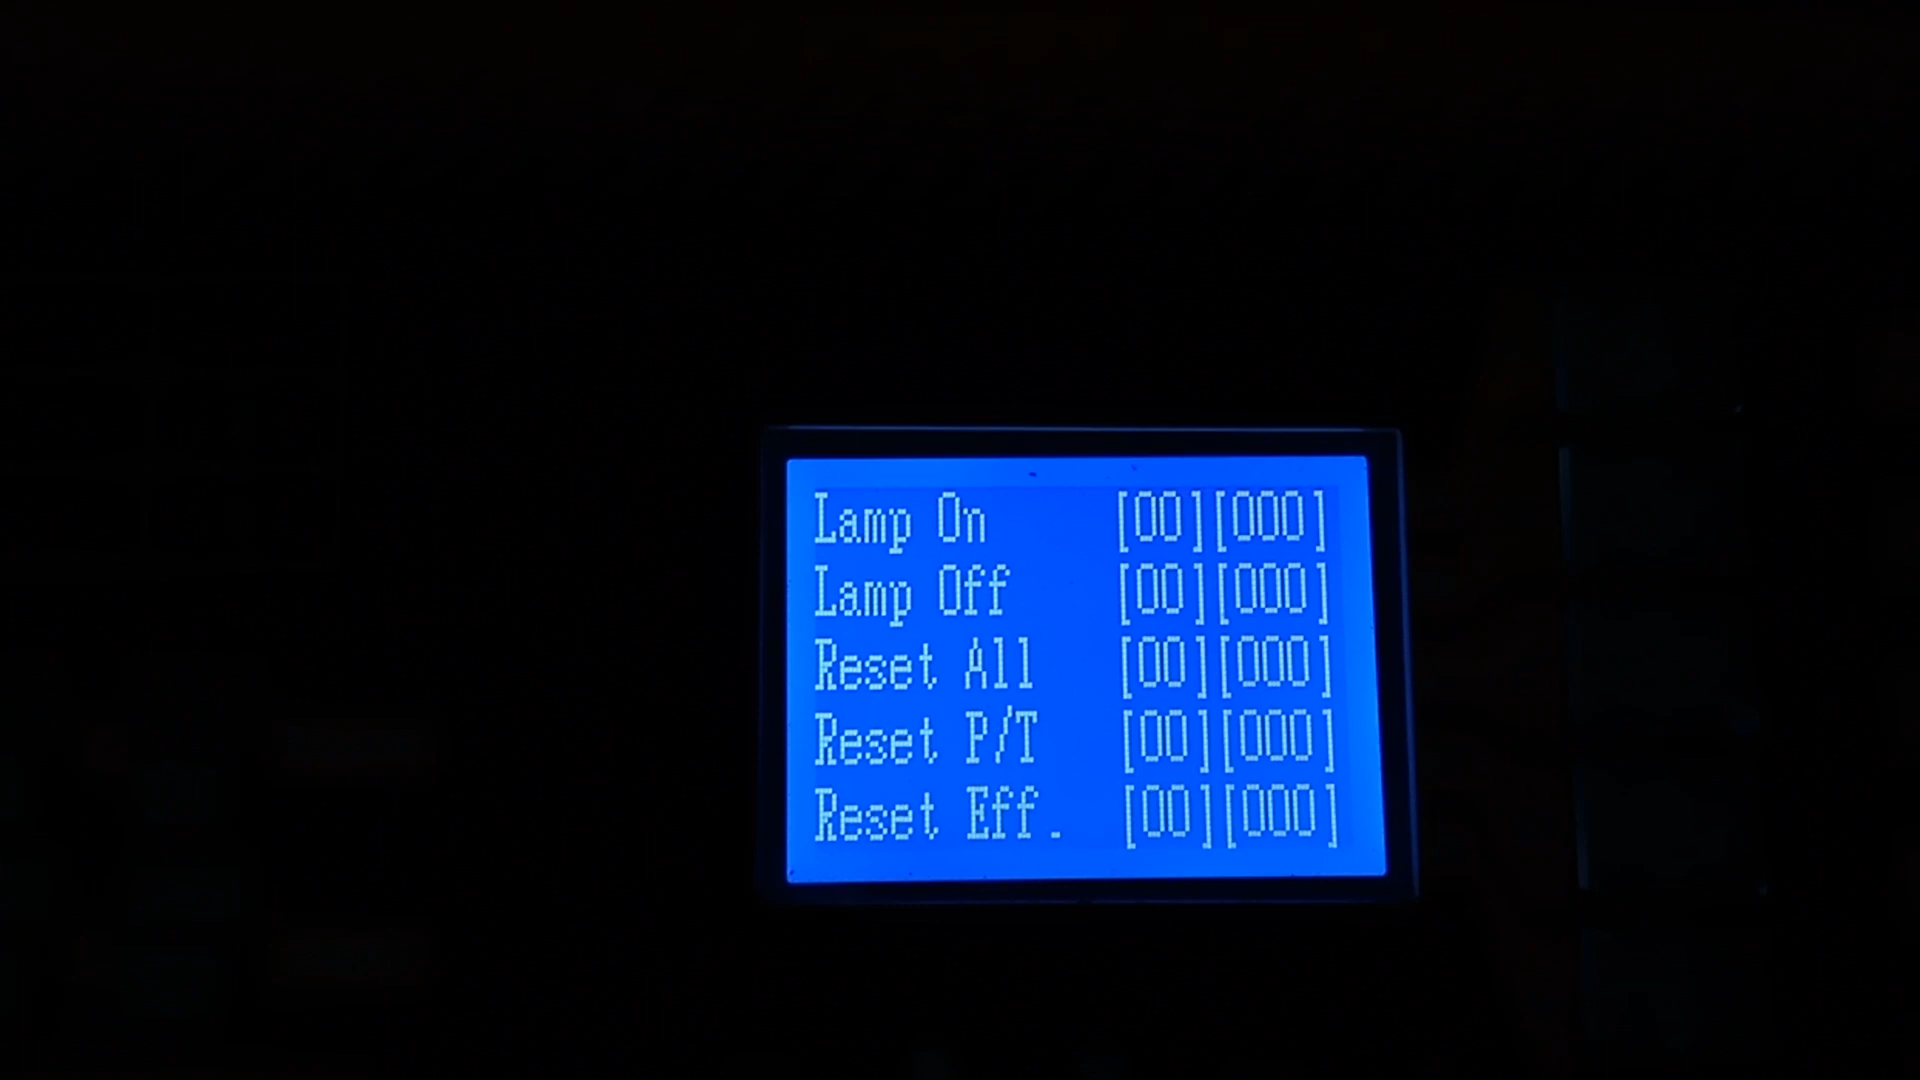 Lamp On [00][000]
Lamp Off [00][000]
Reset All [00][000]
Reset P/T [00][000]
Reset Eff. [00][000]